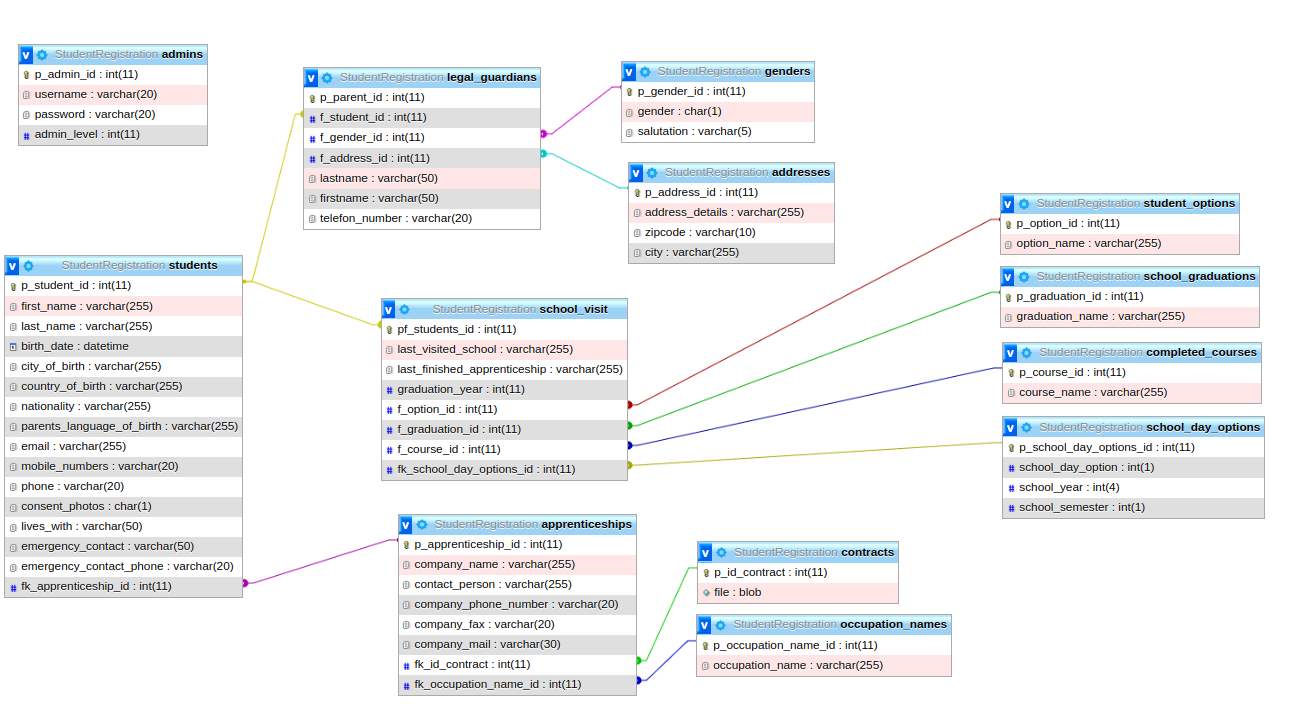 StudentRegistration admins
p_admin_id : int(11)
username : varchar(20)
password : varchar(20)
admin_level : int(11)
StudentRegistration legal_guardians
p_parent_id : int(11)
f_student_id : int(11)
f_gender_id : int(11)
f_address_id : int(11)
lastname : varchar(50)
firstname : varchar(50)
telefon_number : varchar(20)
StudentRegistration genders
p_gender_id : int(11)
gender : char(1)
salutation : varchar(5)
StudentRegistration addresses
p_address_id : int(11)
address_details : varchar(255)
zipcode : varchar(10)
city : varchar(255)
StudentRegistration students
p_student_id : int(11)
first_name : varchar(255)
last_name : varchar(255)
birth_date : datetime
city_of_birth : varchar(255)
country_of_birth : varchar(255)
nationality : varchar(255)
parents_language_of_birth : varchar(255)
email : varchar(255)
mobile_numbers : varchar(20)
phone : varchar(20)
consent_photos : char(1)
lives_with : varchar(50)
emergency_contact : varchar(50)
emergency_contact_phone : varchar(20)
fk_apprenticeship_id : int(11)
StudentRegistration school_visit
pf_students_id : int(11)
last_visited_school : varchar(255)
last_finished_apprenticeship : varchar(255)
graduation_year : int(11)
f_option_id : int(11)
f_graduation_id : int(11)
f_course_id : int(11)
fk_school_day_options_id : int(11)
StudentRegistration student_options
p_option_id : int(11)
option_name : varchar(255)
StudentRegistration school_graduations
p_graduation_id : int(11)
graduation_name : varchar(255)
StudentRegistration completed_courses
p_course_id : int(11)
course_name : varchar(255)
StudentRegistration school_day_options
p_school_day_options_id : int(11)
school_day_option : int(1)
school_year : int(4)
school_semester : int(1)
StudentRegistration apprenticeships
p_apprenticeship_id : int(11)
company_name : varchar(255)
contact_person : varchar(255)
company_phone_number : varchar(20)
company_fax : varchar(20)
company_mail : varchar(30)
fk_id_contract : int(11)
fk_occupation_name_id : int(11)
StudentRegistration contracts
p_id_contract : int(11)
file : blob
StudentRegistration occupation_names
p_occupation_name_id : int(11)
occupation_name : varchar(255)